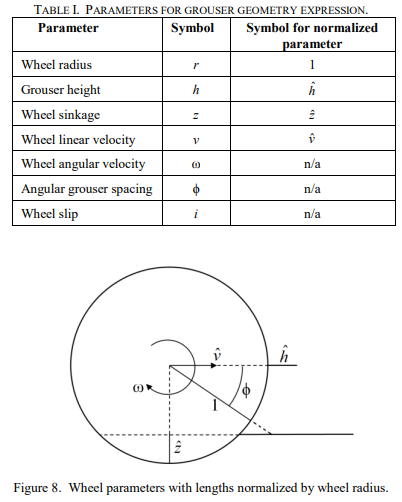 TABLE I. PARAMETERS FOR GROUSER GEOMETRY EXPRESSION.
Parameter Symbol Symbol for normalized parameter
Wheel radius r 1
Grouser height h ĥ
Wheel sinkage z ẑ
Wheel linear velocity v v̂
Wheel angular velocity ω n/a
Angular grouser spacing ϕ n/a
Wheel slip i n/a
v̂ ĥ
ω ϕ
1
ẑ
Figure 8. Wheel parameters with lengths normalized by wheel radius.